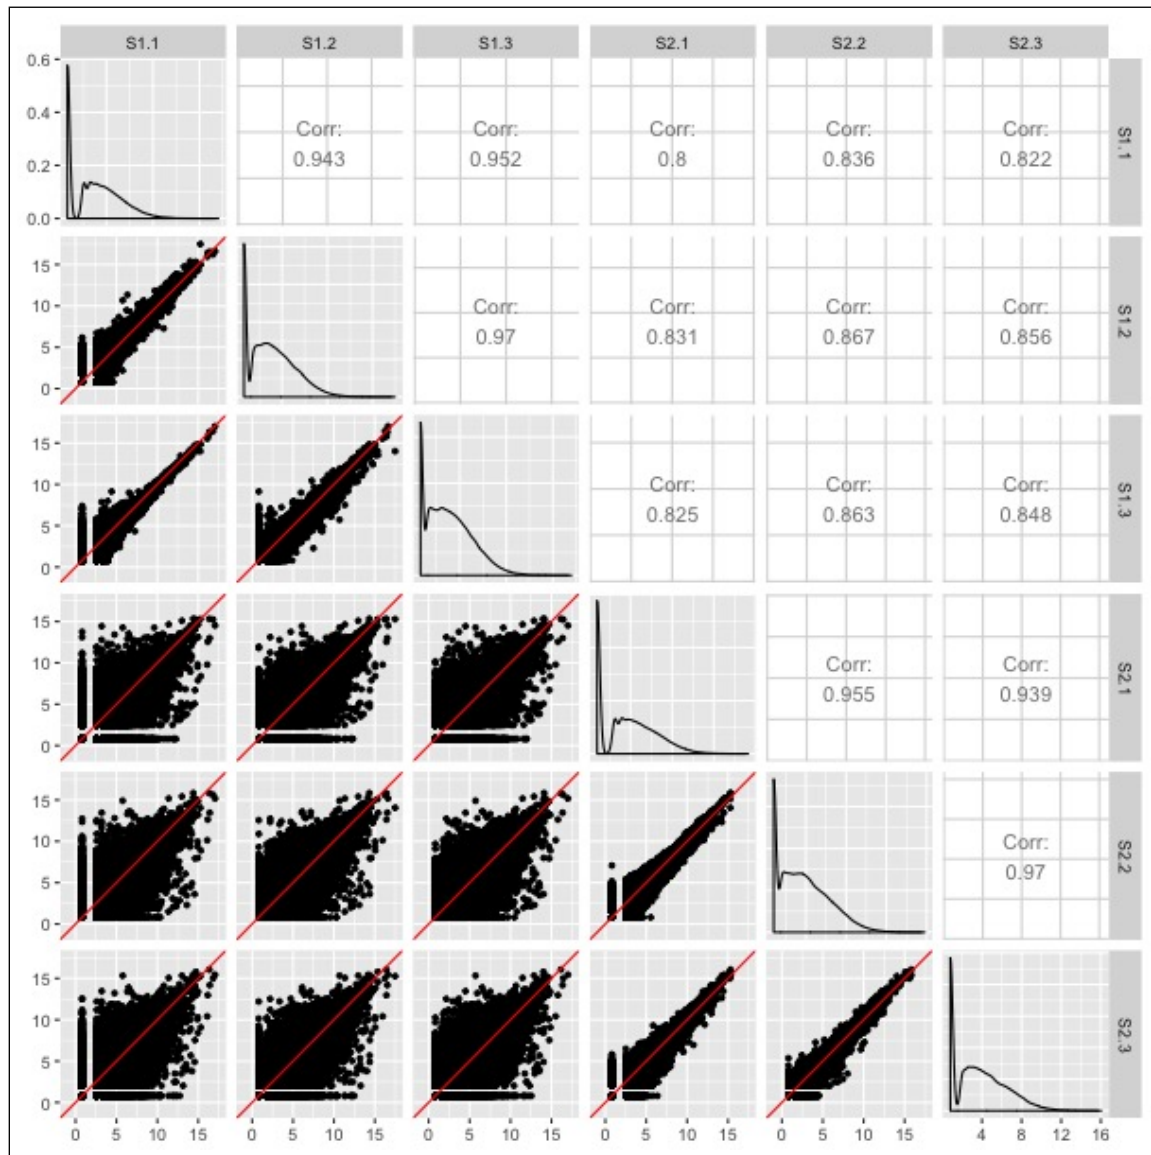 S1.1 S1.2 S1.3 S2.1 S2.2 S2.3
0.6
0.4
0.2
0.0
Corr:
0.943
Corr:
0.952
Corr:
0.8
Corr:
0.836
Corr:
0.822
S1.1
15
10
5
0
Corr:
0.97
Corr:
0.831
Corr:
0.867
Corr:
0.856
S1.2
15
10
5
0
Corr:
0.825
Corr:
0.863
Corr:
0.848
S1.3
15
10
5
0
Corr:
0.955
Corr:
0.939
S2.1
15
10
5
0
Corr:
0.97
S2.2
15
10
5
0
S2.3
0 5 10 15 0 5 10 15 0 5 10 15 0 5 10 15 0 5 10 15 4 8 12 16